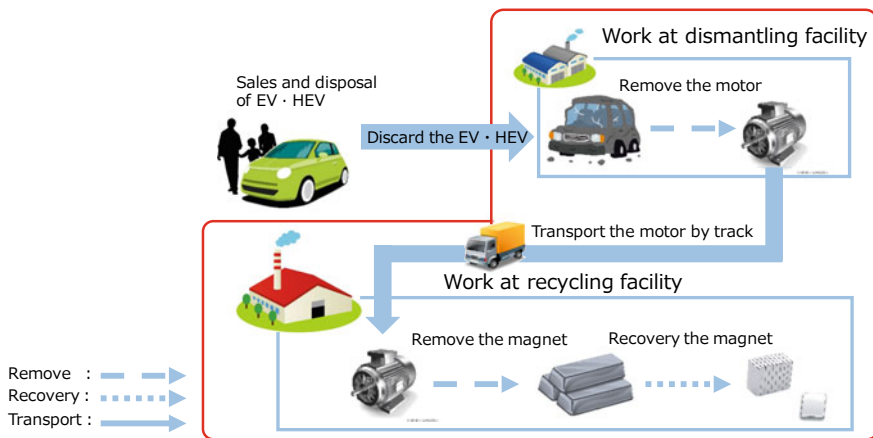 Work at dismantling facility
Sales and disposal
of EV・HEV
Remove the motor
Discard the EV・HEV
Transport the motor by track
Work at recycling facility
Remove the magnet
Recovery the magnet
Remove :
Recovery :
Transport :